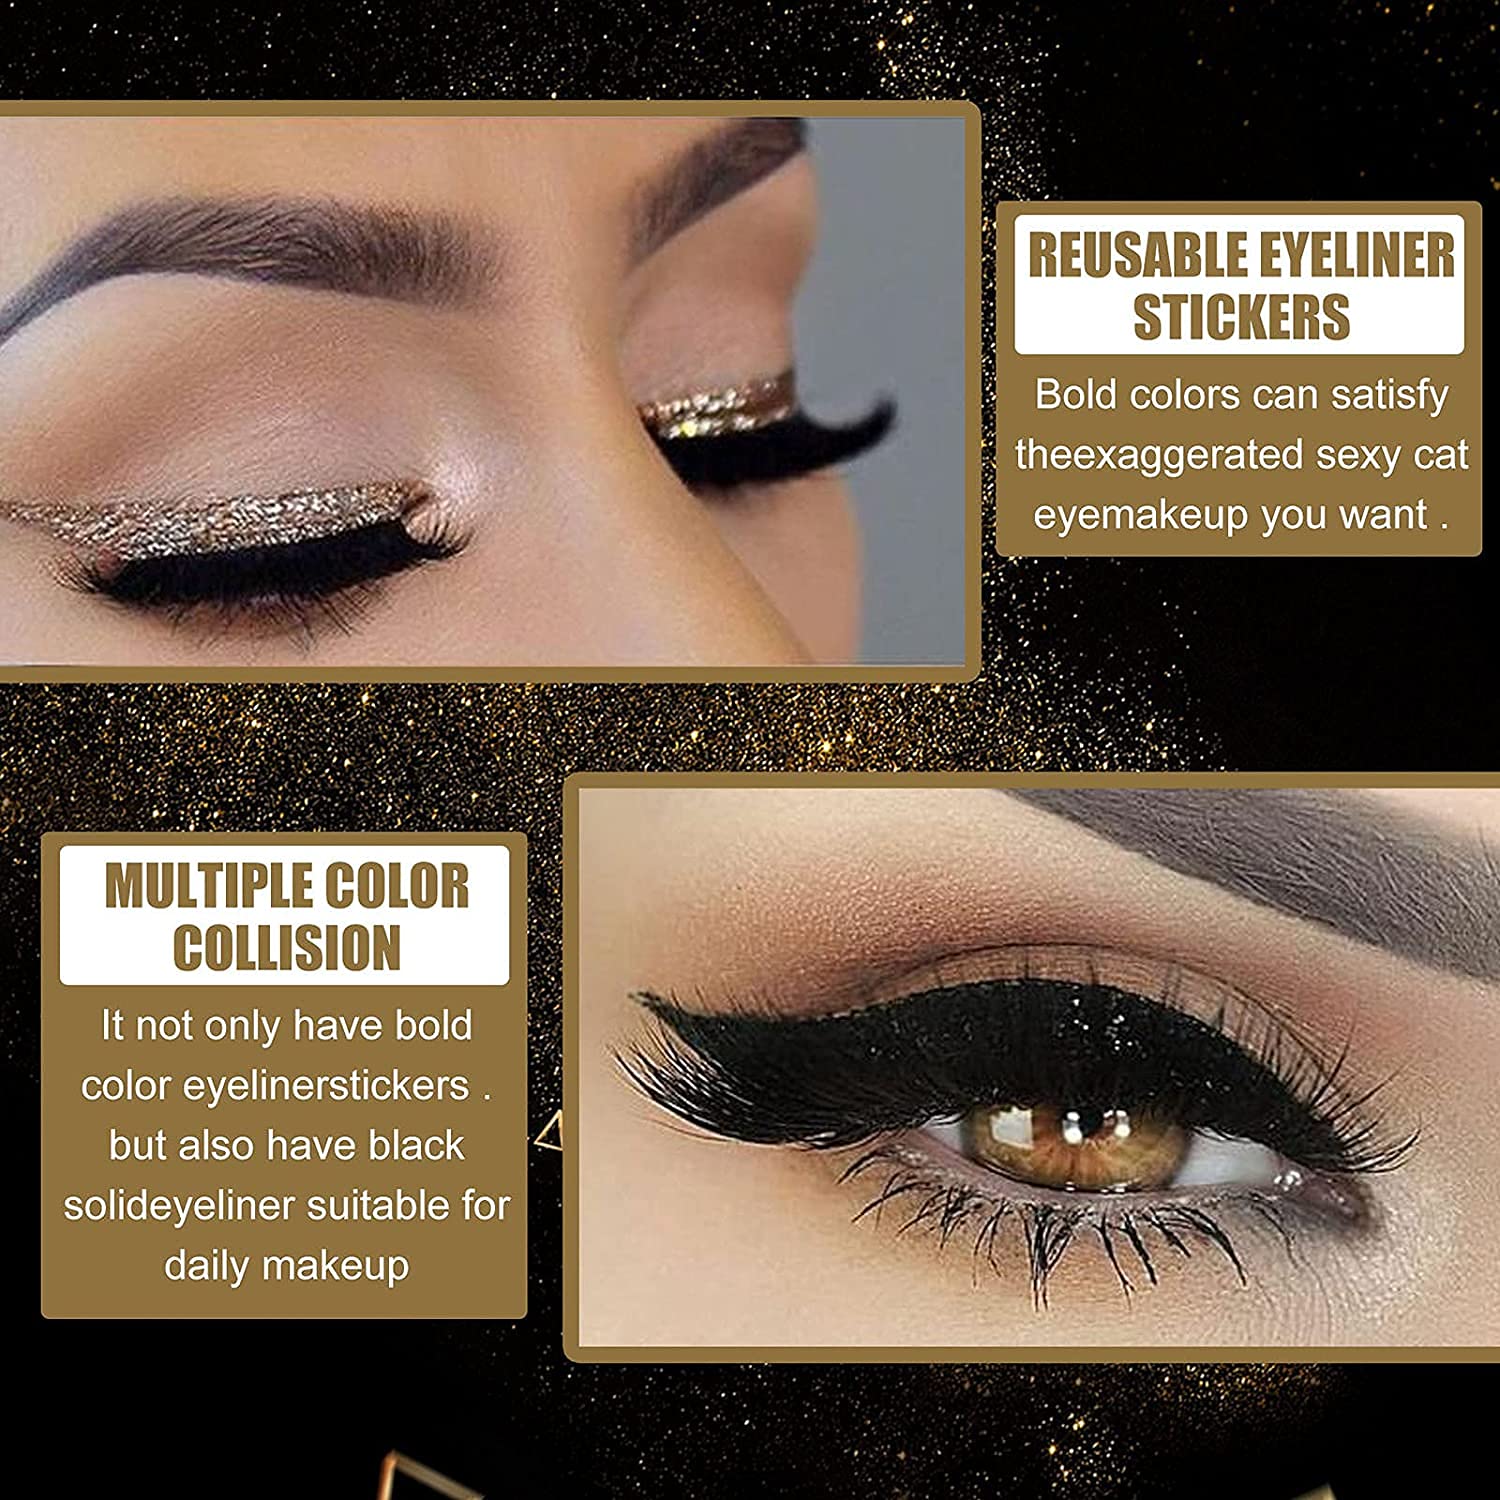 REUSABLE EYELINER
STICKERS
Bold colors can satisfy
theexaggerated sexy cat
eyemakeup you want .
MULTIPLE COLOR
COLLISION
It not only have bold
color eyelinerstickers .
but also have black
solideyeliner suitable for
daily makeup